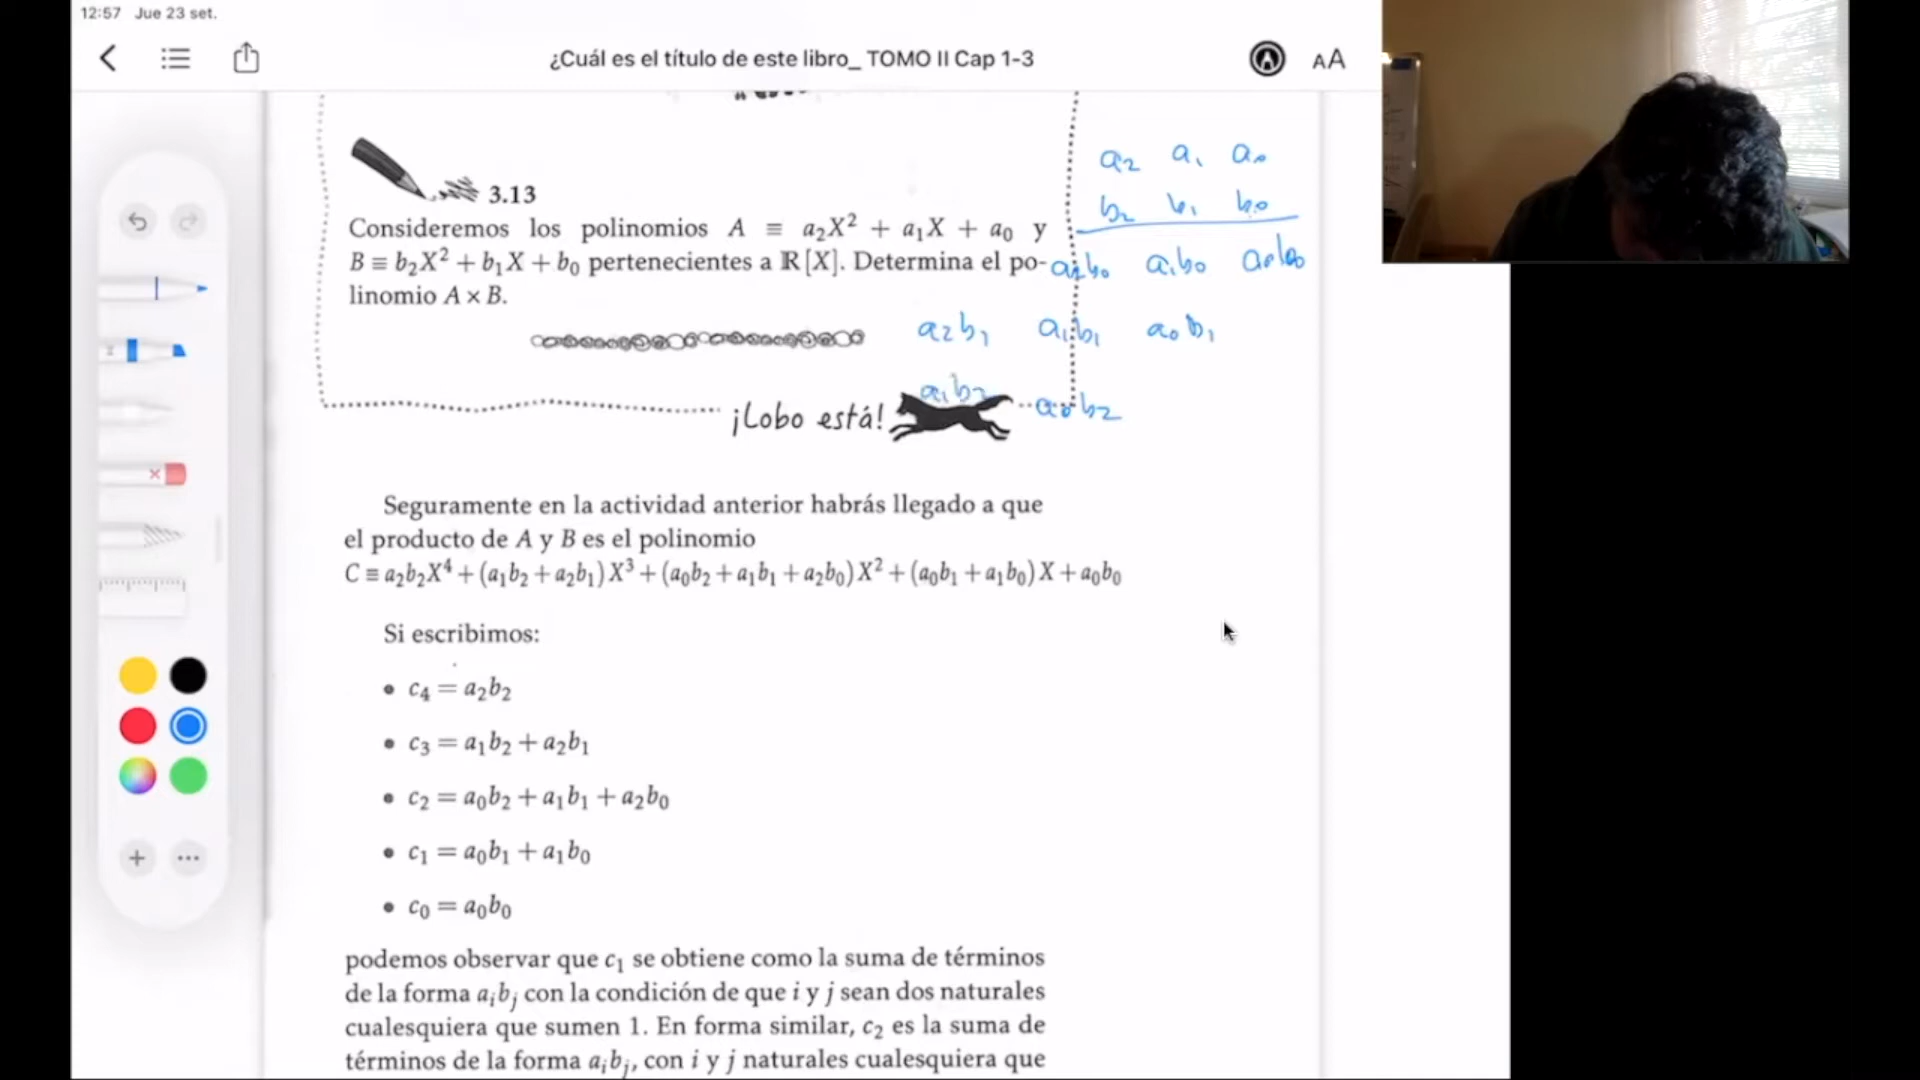 12:57 Jue 23 set.
¿Cuál es el título de este libro_ TOMO II Cap 1-3
AA
3.13
Consideremos los polinomios A ≡ a₂X² + a₁X + a₀ y
B ≡ b₂X² + b₁X + b₀ pertenecientes a ℝ[X]. Determina el po-
linomio A × B.
a₂ a₁ a₀
b₂ b₁ b₀
a₂b₀ a₁b₀ a₀b₀
a₂b₁ a₁b₁ a₀b₁
a₁b₂ a₀b₂
¡Lobo está!
Seguramente en la actividad anterior habrás llegado a que
el producto de A y B es el polinomio
C ≡ a₂b₂X⁴ + (a₁b₂ + a₂b₁)X³ + (a₀b₂ + a₁b₁ + a₂b₀)X² + (a₀b₁ + a₁b₀)X + a₀b₀
Si escribimos:
• c₄ = a₂b₂
• c₃ = a₁b₂ + a₂b₁
• c₂ = a₀b₂ + a₁b₁ + a₂b₀
• c₁ = a₀b₁ + a₁b₀
• c₀ = a₀b₀
podemos observar que c₁ se obtiene como la suma de términos
de la forma aᵢbⱼ con la condición de que i y j sean dos naturales
cualesquiera que sumen 1. En forma similar, c₂ es la suma de
términos de la forma aᵢbⱼ, con i y j naturales cualesquiera que